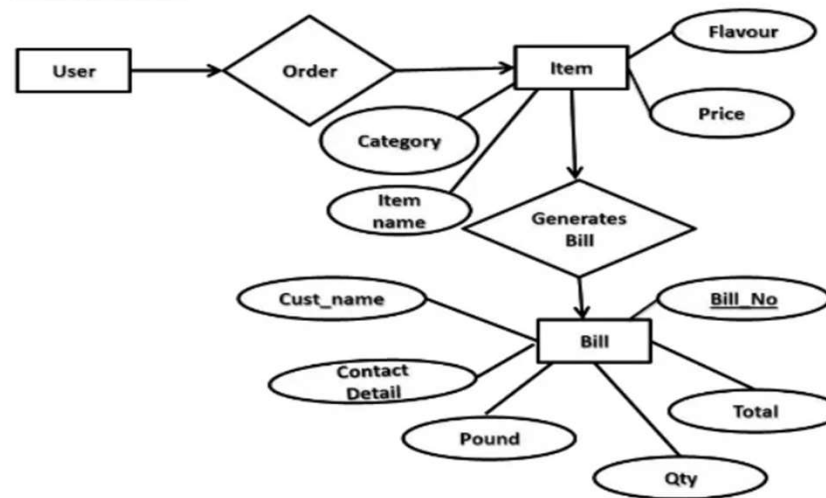 Flavour
User
Order
Item
Price
Category
Item
name
Generates
Bill
Cust_name
Bill_No
Bill
Contact
Detail
Total
Pound
Qty